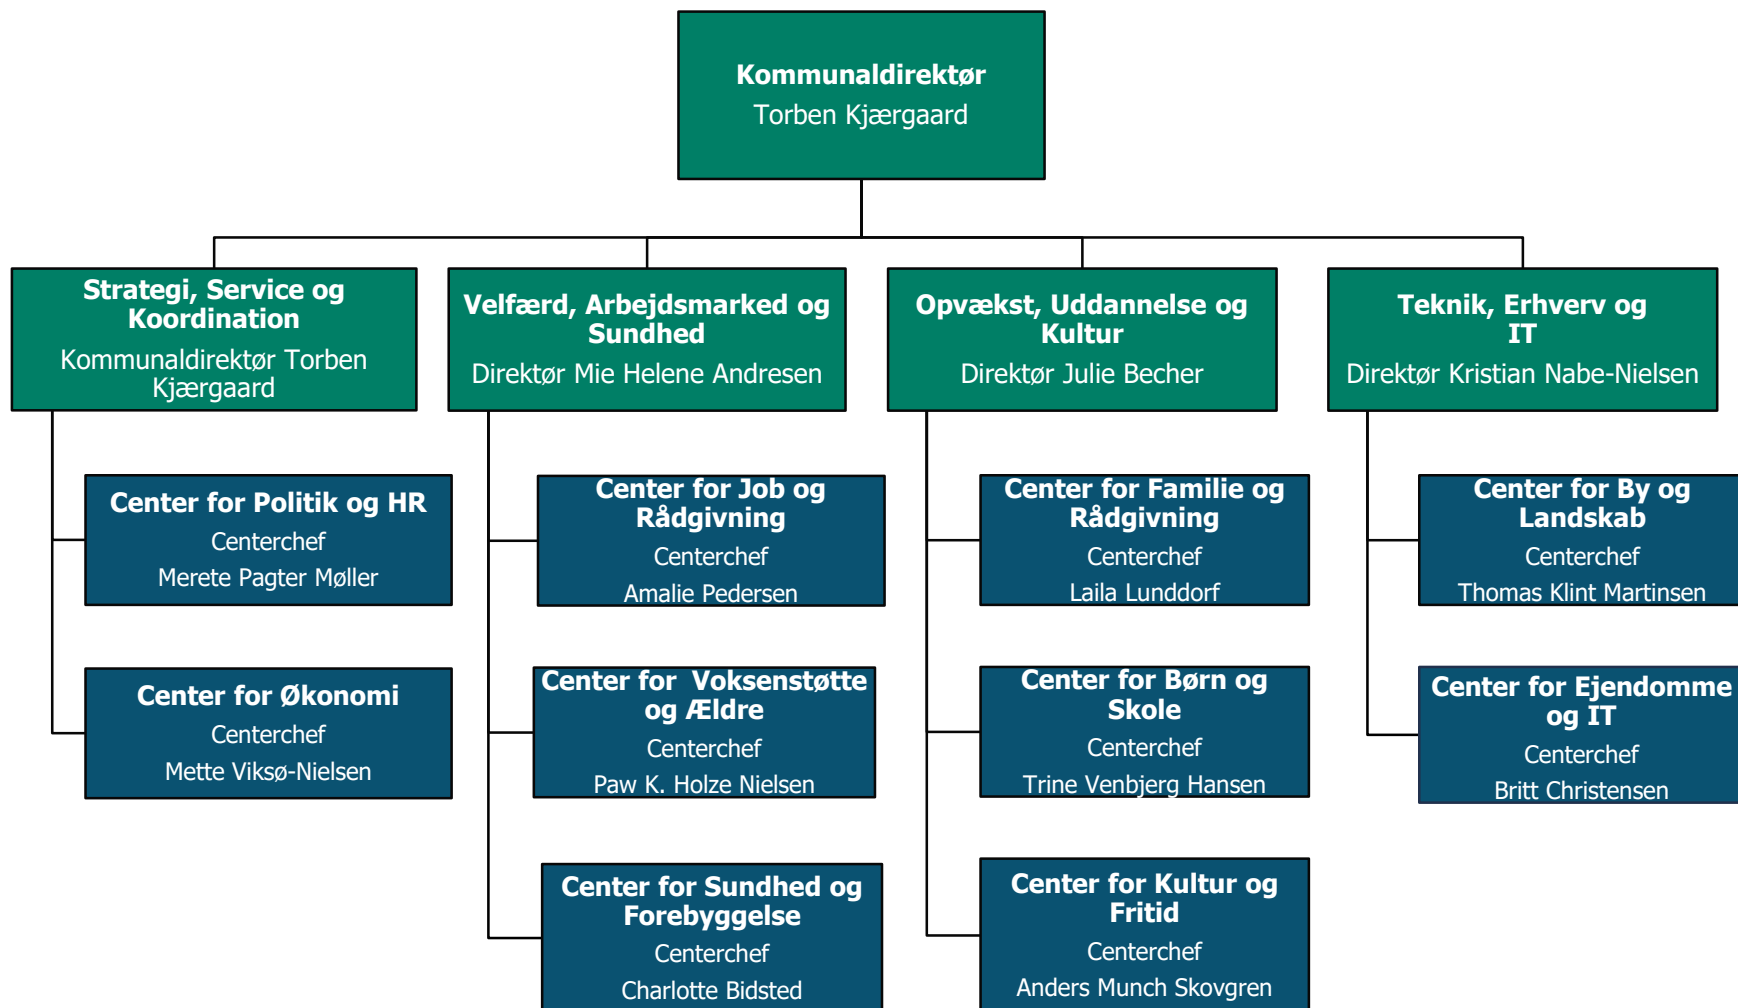 Kommunaldirektør
Torben Kjærgaard
Strategi, Service og
Koordination
Kommunaldirektør Torben
Kjærgaard
Velfærd, Arbejdsmarked og
Sundhed
Direktør Mie Helene Andresen
Opvækst, Uddannelse og
Kultur
Direktør Julie Becher
Teknik, Erhverv og
IT
Direktør Kristian Nabe-Nielsen
Center for Politik og HR
Centerchef
Merete Pagter Møller
Center for Økonomi
Centerchef
Mette Viksø-Nielsen
Center for Job og
Rådgivning
Centerchef
Amalie Pedersen
Center for  Voksenstøtte
og Ældre
Centerchef
Paw K. Holze Nielsen
Center for Sundhed og
Forebyggelse
Centerchef
Charlotte Bidsted
Center for Familie og
Rådgivning
Centerchef
Laila Lunddorf
Center for Børn og
Skole
Centerchef
Trine Venbjerg Hansen
Center for Kultur og
Fritid
Centerchef
Anders Munch Skovgren
Center for By og
Landskab
Centerchef
Thomas Klint Martinsen
Center for Ejendomme
og IT
Centerchef
Britt Christensen